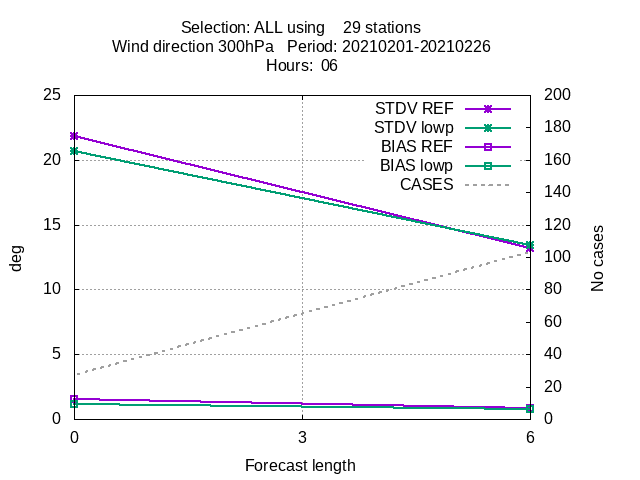 Selection: ALL using    29 stations
Wind direction 300hPa   Period: 20210201-20210226
Hours:  06
25
200
STDV REF
180
STDV lowp
BIAS REF
20
160
BIAS lowp
CASES
140
15
120
deg
No cases
100
10
80
60
5
40
20
0
0
0
3
6
Forecast length